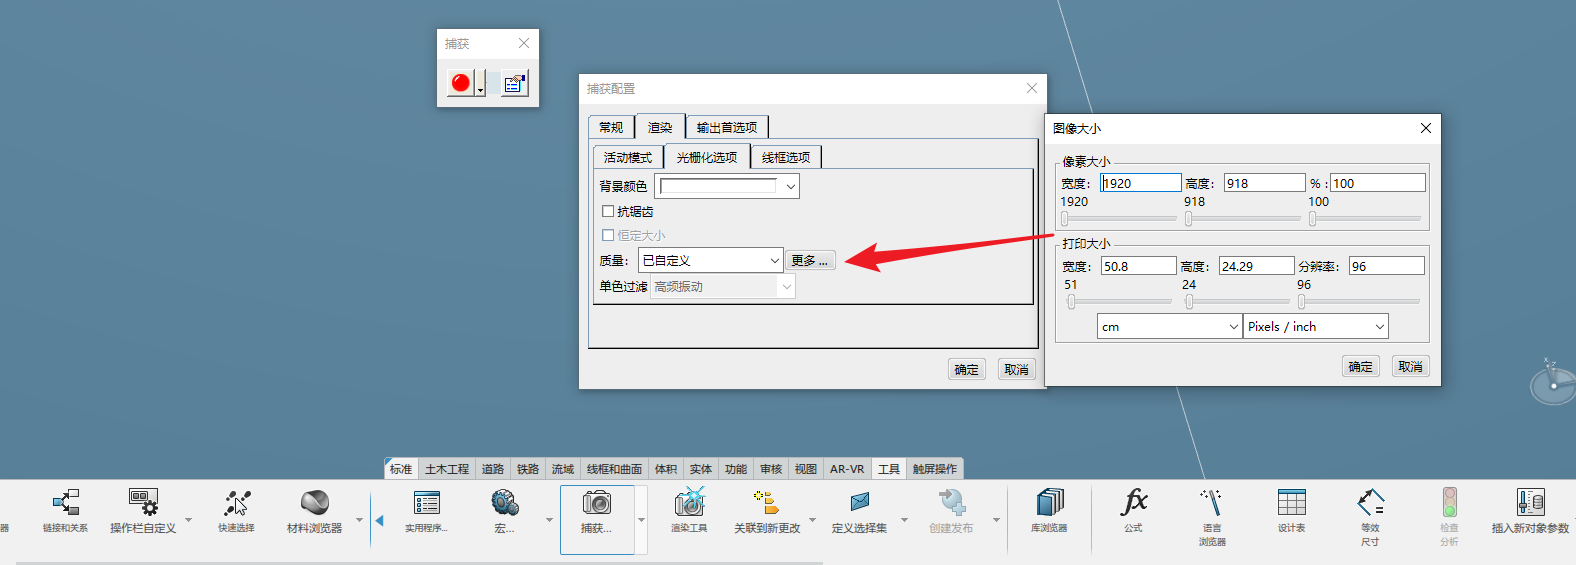 捕获
捕获配置
常规 渲染 输出首选项
活动模式 光栅化选项 线框选项
背景颜色
抗锯齿
恒定大小
质量： 已自定义 更多 ...
单色过滤 高频振动
确定 取消
图像大小
像素大小
宽度： 1920 高度： 918 % : 100
1920 918 100
打印大小
宽度： 50.8 高度： 24.29 分辨率： 96
51 24 96
cm Pixels / inch
确定 取消
X Z
标准 土木工程 道路 铁路 流域 线框和曲面 体积 实体 功能 审核 视图 AR-VR 工具 触屏操作
器 链接和关系 操作栏自定义 快速选择 材料浏览器 实用程序... 宏... 捕获... 渲染工具 关联到新更改 定义选择集 创建发布 库浏览器 公式 语言 设计表 等效 检查 插入新对象参数
浏览器 尺寸 分析